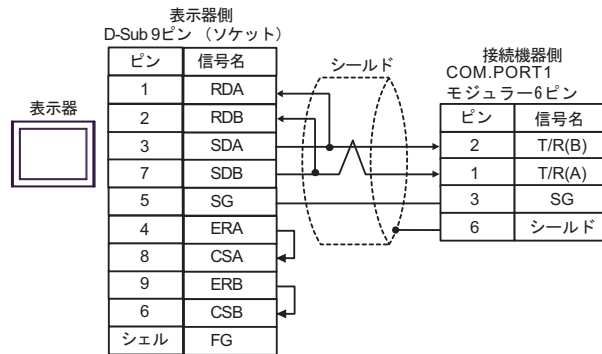 表示器側
D-Sub 9ピン （ソケット）
ピン 信号名
1 RDA
2 RDB
3 SDA
7 SDB
5 SG
4 ERA
8 CSA
9 ERB
6 CSB
シェル FG
表示器
シールド
接続機器側
COM.PORT1
モジュラー6ピン
ピン 信号名
2 T/R(B)
1 T/R(A)
3 SG
6 シールド